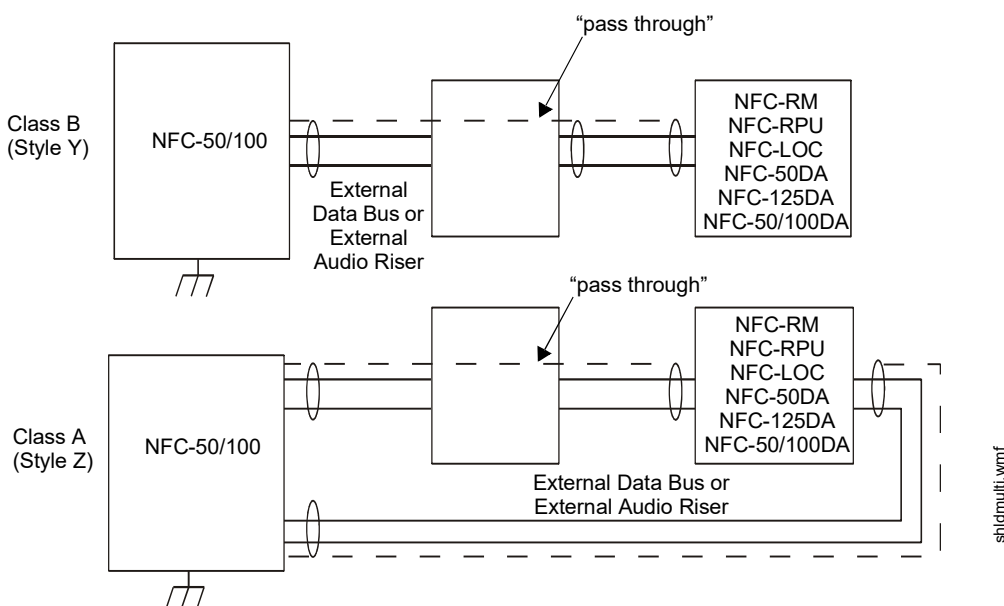 “pass through”
Class B
(Style Y)
NFC-50/100
External
Data Bus or
External
Audio Riser
NFC-RM
NFC-RPU
NFC-LOC
NFC-50DA
NFC-125DA
NFC-50/100DA
“pass through”
Class A
(Style Z)
NFC-50/100
NFC-RM
NFC-RPU
NFC-LOC
NFC-50DA
NFC-125DA
NFC-50/100DA
External Data Bus or
External Audio Riser
shldmulti.wmf